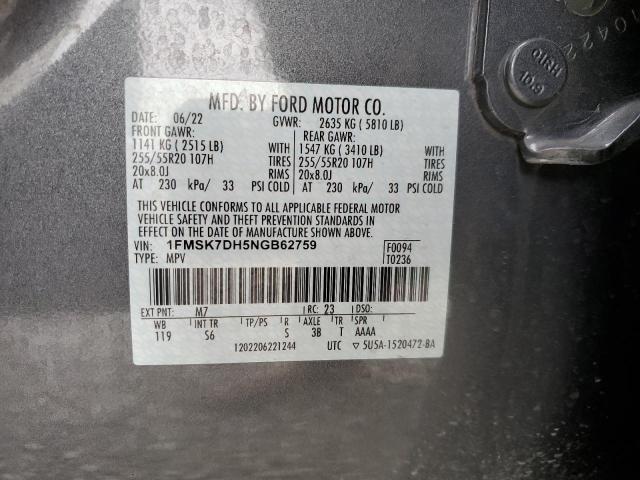 MFD. BY FORD MOTOR CO.
DATE: 06/22 GVWR: 2635 KG (5810 LB)
FRONT GAWR: REAR GAWR:
1141 KG (2515 LB) WITH 1547 KG (3410 LB) WITH
255/55R20 107H TIRES 255/55R20 107H TIRES
20x8.0J RIMS 20x8.0J RIMS
AT 230 kPa/ 33 PSI COLD AT 230 kPa/ 33 PSI COLD
THIS VEHICLE CONFORMS TO ALL APPLICABLE FEDERAL MOTOR
VEHICLE SAFETY AND THEFT PREVENTION STANDARDS IN
EFFECT ON THE DATE OF MANUFACTURE SHOWN ABOVE.
VIN: 1FMSK7DH5NGB62759 F0094
TYPE: MPV T0236
EXT PNT: M7 RC: 23 DSO:
WB INT TR TP/PS R AXLE TR SPR
119 S6 S 3B T AAAA
1202206221244 UTC ▽ 5U5A-1520472-BA
10422
QIRH
10.9